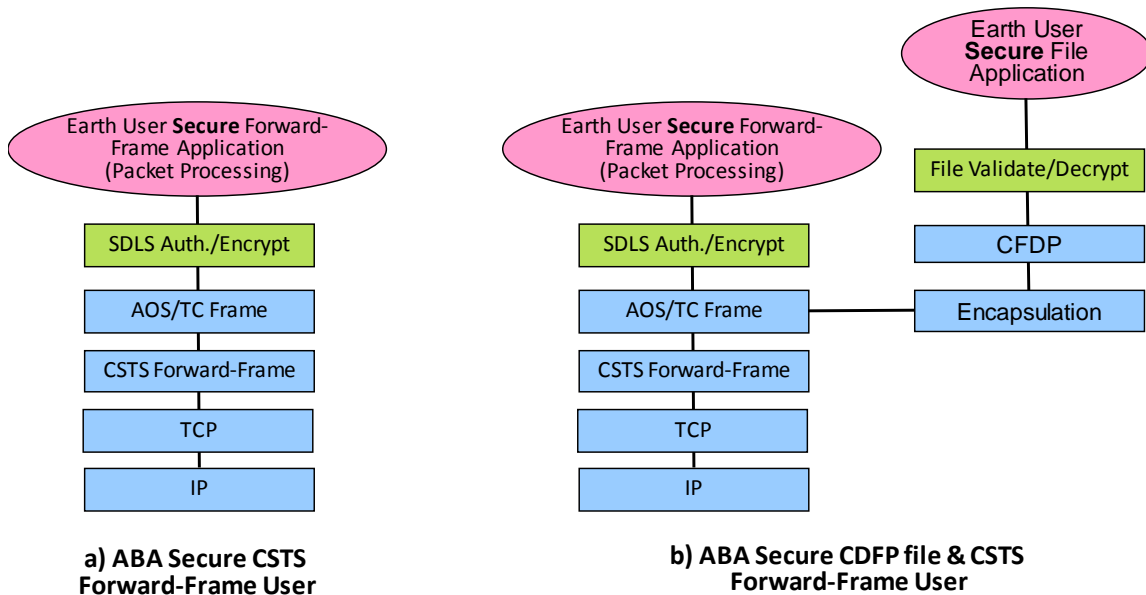 Earth User Secure Forward-
Frame Application
(Packet Processing)
SDLS Auth./Encrypt
AOS/TC Frame
CSTS Forward-Frame
TCP
IP
a) ABA Secure CSTS
Forward-Frame User
Earth User Secure Forward-
Frame Application
(Packet Processing)
SDLS Auth./Encrypt
AOS/TC Frame
CSTS Forward-Frame
TCP
IP
Earth User
Secure File
Application
File Validate/Decrypt
CFDP
Encapsulation
b) ABA Secure CDFP file & CSTS
Forward-Frame User